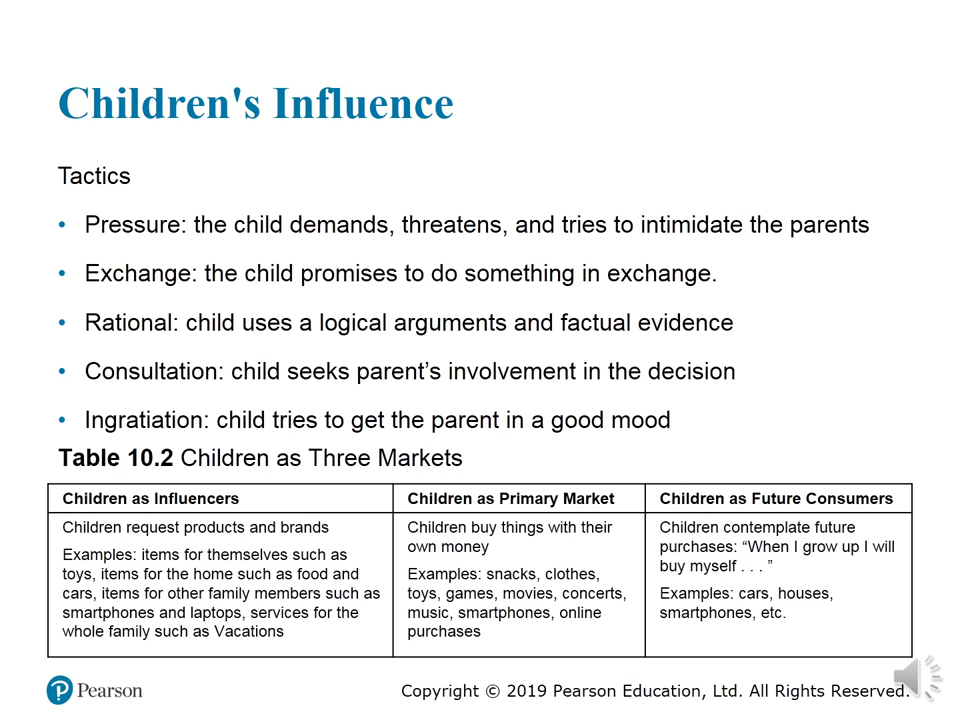 Children's Influence
Tactics
• Pressure: the child demands, threatens, and tries to intimidate the parents
• Exchange: the child promises to do something in exchange.
• Rational: child uses a logical arguments and factual evidence
• Consultation: child seeks parent’s involvement in the decision
• Ingratiation: child tries to get the parent in a good mood
Table 10.2 Children as Three Markets
Children as Influencers
Children request products and brands
Examples: items for themselves such as
toys, items for the home such as food and
cars, items for other family members such as
smartphones and laptops, services for the
whole family such as Vacations
Children as Primary Market
Children buy things with their
own money
Examples: snacks, clothes,
toys, games, movies, concerts,
music, smartphones, online
purchases
Children as Future Consumers
Children contemplate future
purchases: “When I grow up I will
buy myself . . . ”
Examples: cars, houses,
smartphones, etc.
P Pearson
Copyright © 2019 Pearson Education, Ltd. All Rights Reserved.